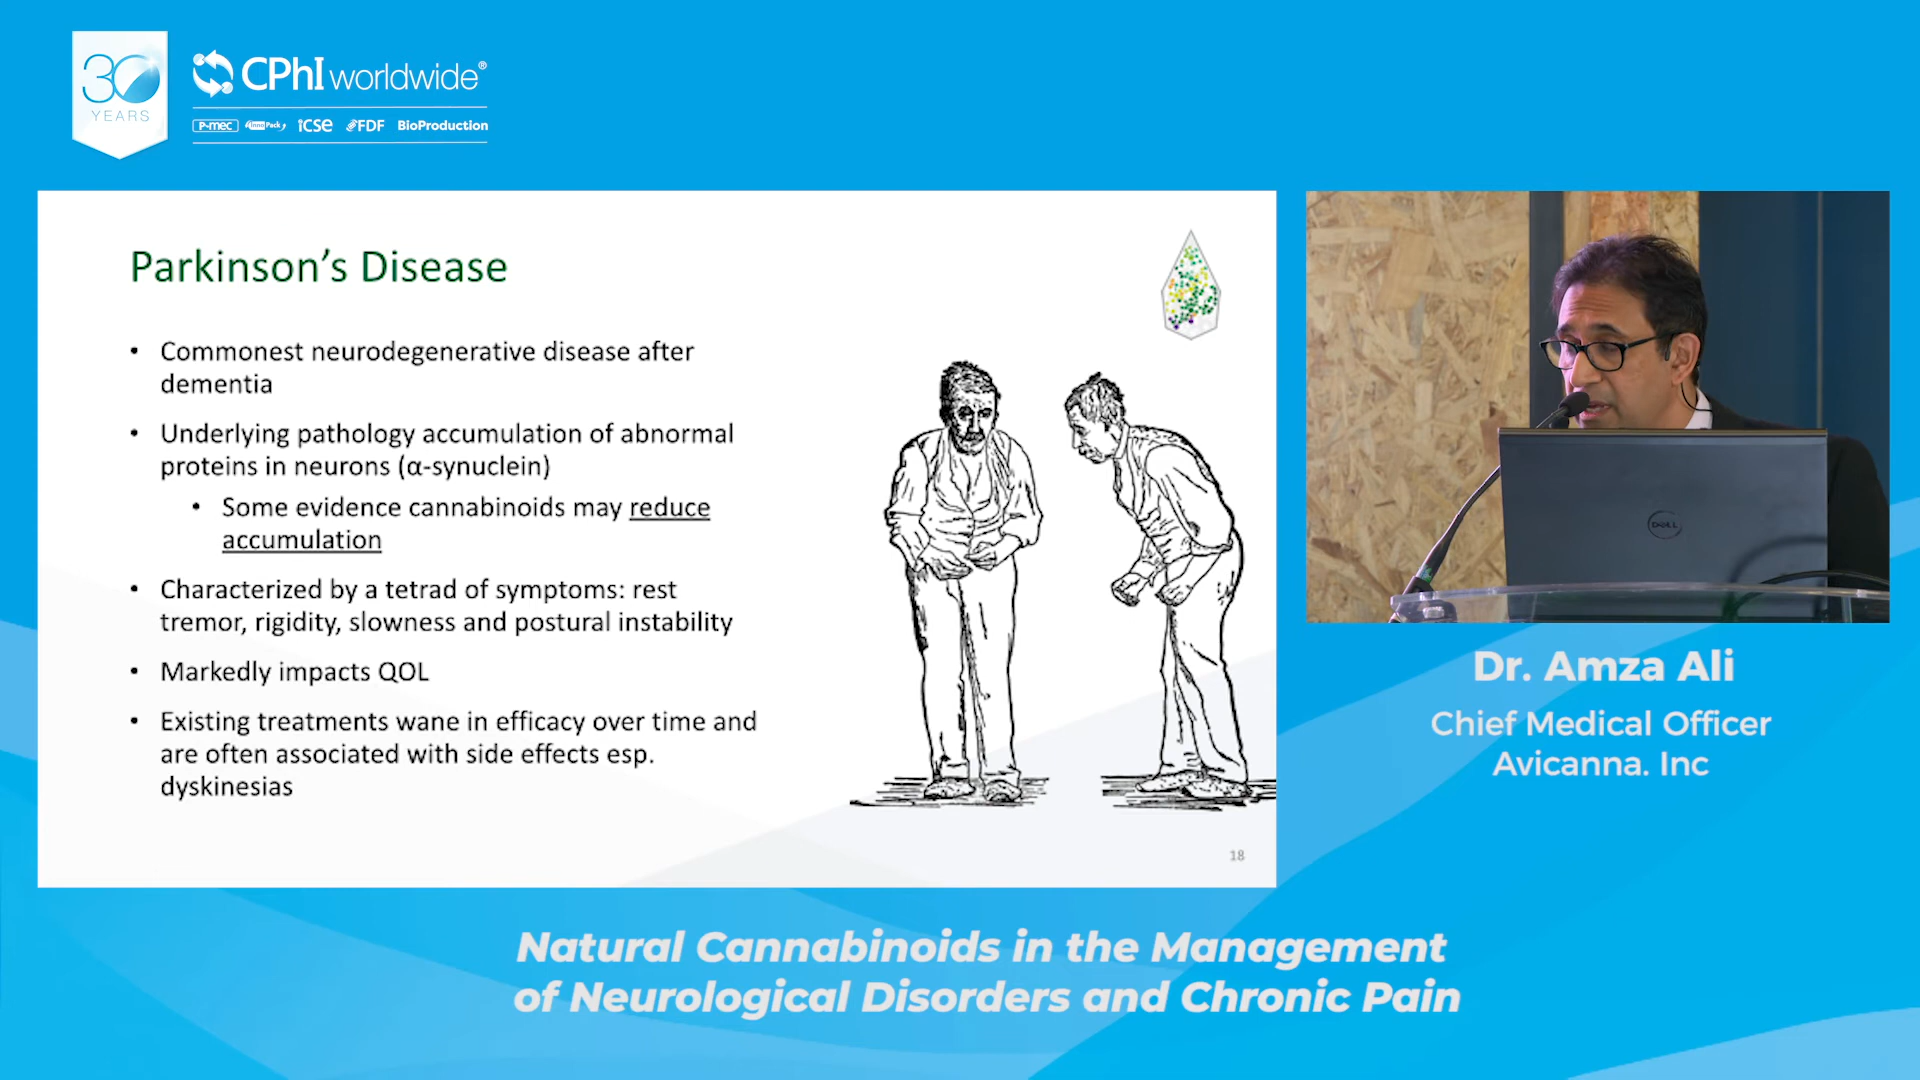 30
YEARS
CPhI worldwide®
P-mec InnoPack iCSE FDF BioProduction
Parkinson's Disease
• Commonest neurodegenerative disease after
dementia
• Underlying pathology accumulation of abnormal
proteins in neurons (α-synuclein)
• Some evidence cannabinoids may reduce
accumulation
• Characterized by a tetrad of symptoms: rest
tremor, rigidity, slowness and postural instability
• Markedly impacts QOL
• Existing treatments wane in efficacy over time and
are often associated with side effects esp.
dyskinesias
18
DELL
Dr. Amza Ali
Chief Medical Officer
Avicanna. Inc
Natural Cannabinoids in the Management
of Neurological Disorders and Chronic Pain